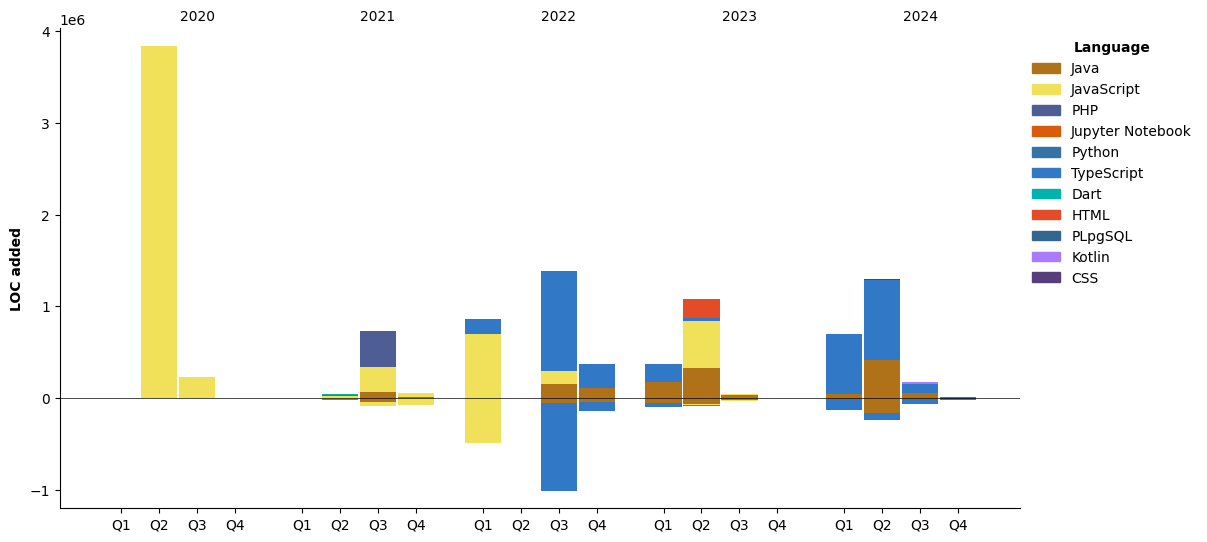 1e6
2020 2021 2022 2023 2024
LOC added
4
3
2
1
0
−1
Q1 Q2 Q3 Q4 Q1 Q2 Q3 Q4 Q1 Q2 Q3 Q4 Q1 Q2 Q3 Q4 Q1 Q2 Q3 Q4
Language
Java
JavaScript
PHP
Jupyter Notebook
Python
TypeScript
Dart
HTML
PLpgSQL
Kotlin
CSS